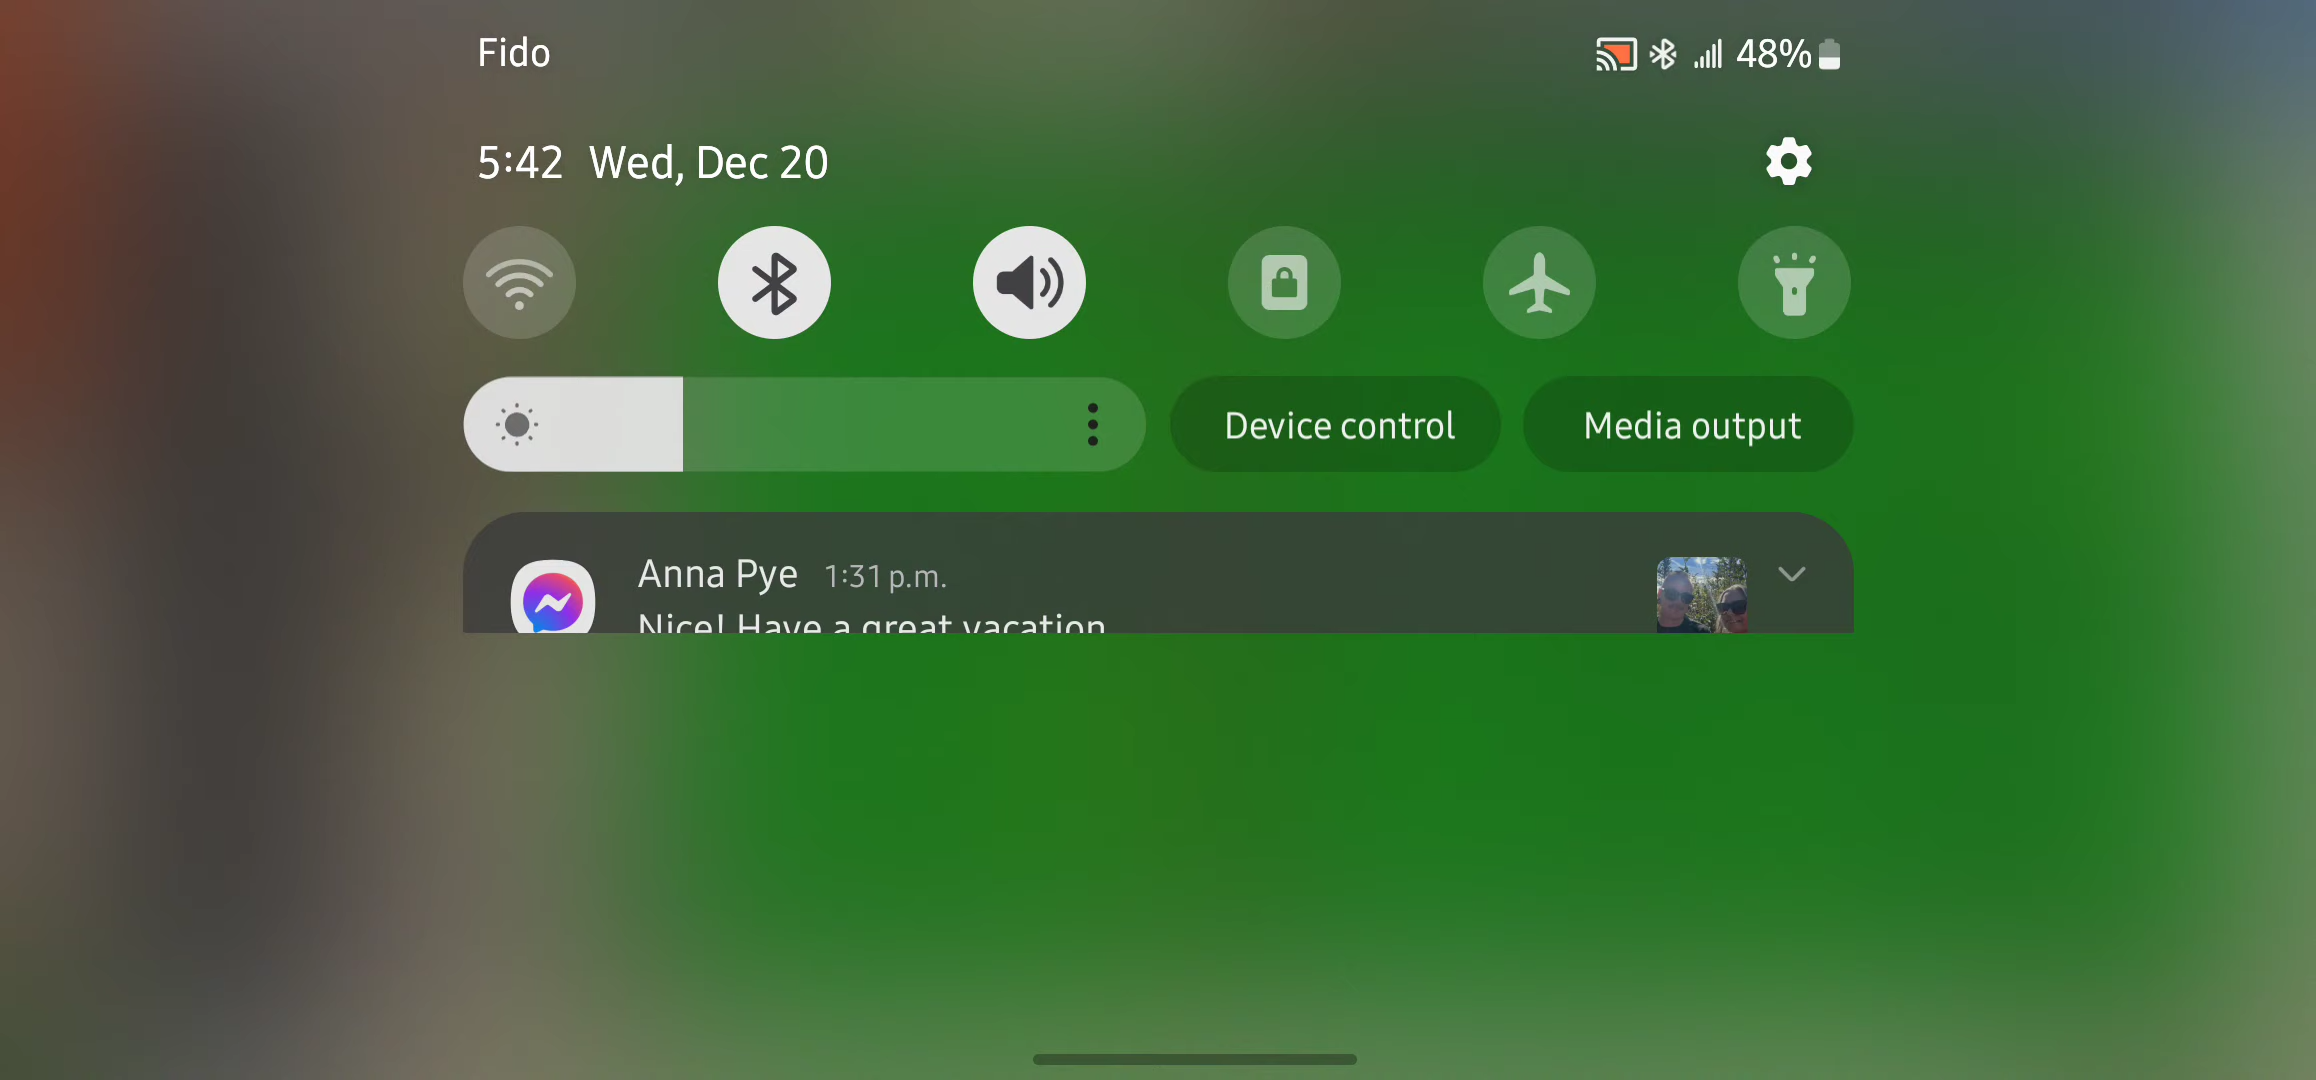 Fido
48%
5:42 Wed, Dec 20
Device control
Media output
Anna Pye 1:31 p.m.
Nice! Have a great vacation